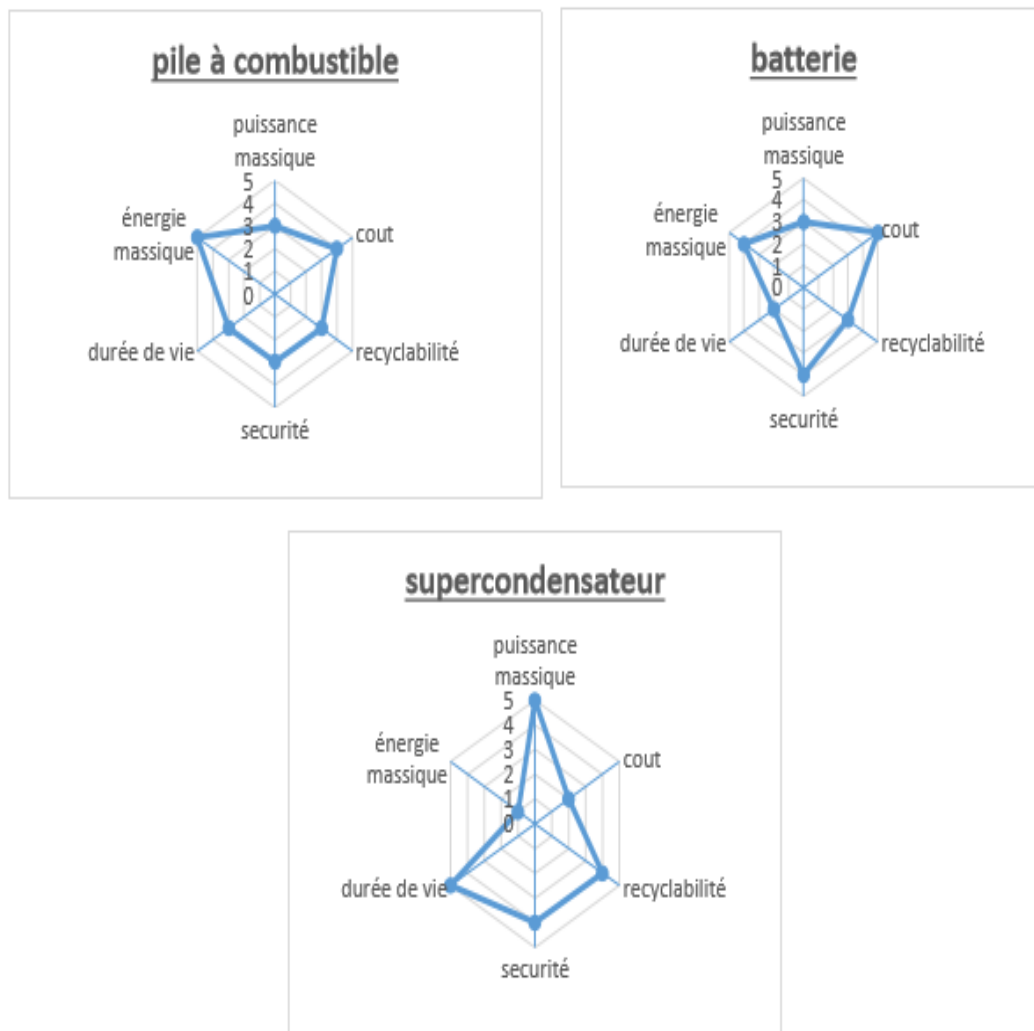 pile à combustible
puissance
massique
5
4
3
2
1
0
énergie
massique
cout
durée de vie
recyclabilité
securité
batterie
puissance
massique
5
4
3
2
1
0
énergie
massique
cout
durée de vie
recyclabilité
securité
supercondensateur
puissance
massique
5
4
3
2
1
0
énergie
massique
cout
durée de vie
recyclabilité
securité